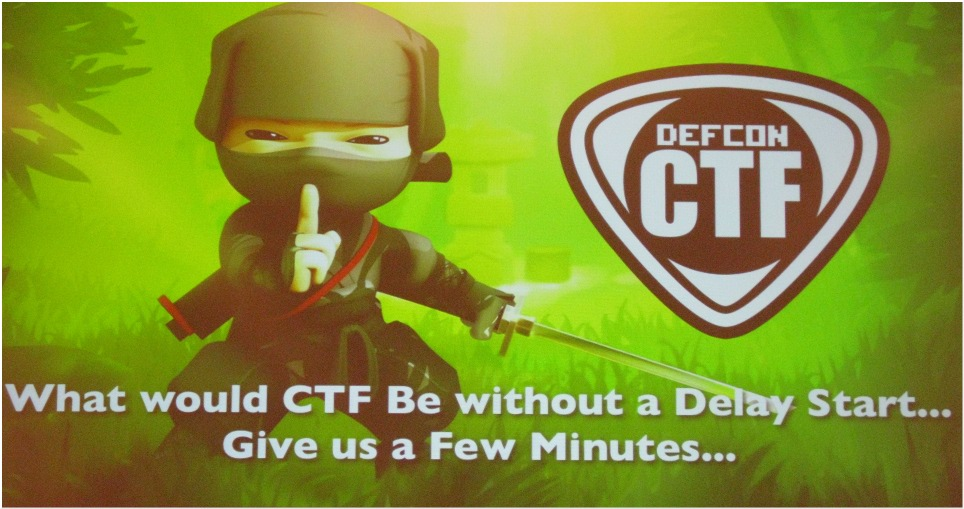 DEFCON
CTF
What would CTF Be without a Delay Start...
Give us a Few Minutes...